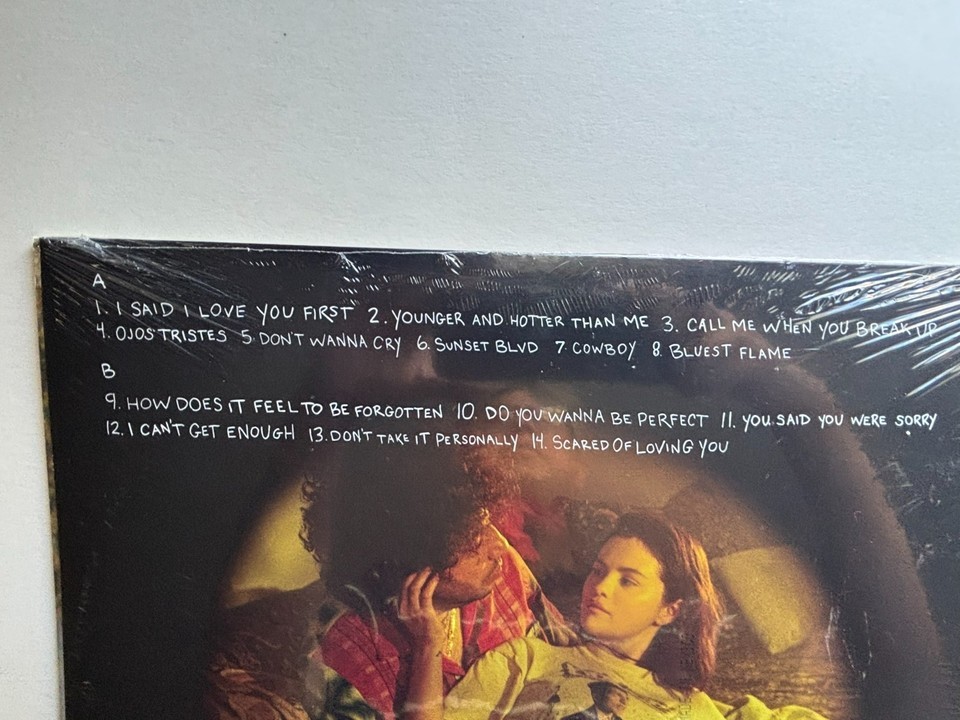 A
1. I SAID I LOVE YOU FIRST 2. YOUNGER AND HOTTER THAN ME 3. CALL ME WHEN YOU BREAK UP
4. OJOS TRISTES 5. DON'T WANNA CRY 6. SUNSET BLVD 7. COWBOY 8. BLUEST FLAME
B
9. HOW DOES IT FEEL TO BE FORGOTTEN 10. DO YOU WANNA BE PERFECT 11. YOU SAID YOU WERE SORRY
12. I CAN'T GET ENOUGH 13. DON'T TAKE IT PERSONALLY 14. SCARED OF LOVING YOU